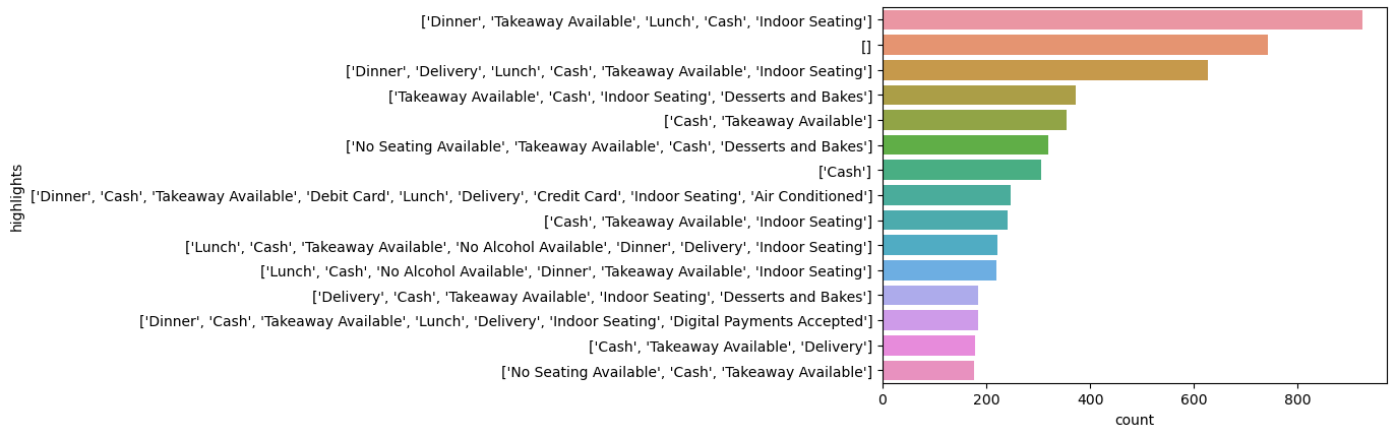 ['Dinner', 'Takeaway Available', 'Lunch', 'Cash', 'Indoor Seating']
[]
['Dinner', 'Delivery', 'Lunch', 'Cash', 'Takeaway Available', 'Indoor Seating']
['Takeaway Available', 'Cash', 'Indoor Seating', 'Desserts and Bakes']
['Cash', 'Takeaway Available']
['No Seating Available', 'Takeaway Available', 'Cash', 'Desserts and Bakes']
['Cash']
['Dinner', 'Cash', 'Takeaway Available', 'Debit Card', 'Lunch', 'Delivery', 'Credit Card', 'Indoor Seating', 'Air Conditioned']
['Cash', 'Takeaway Available', 'Indoor Seating']
['Lunch', 'Cash', 'Takeaway Available', 'No Alcohol Available', 'Dinner', 'Delivery', 'Indoor Seating']
['Lunch', 'Cash', 'No Alcohol Available', 'Dinner', 'Takeaway Available', 'Indoor Seating']
['Delivery', 'Cash', 'Takeaway Available', 'Indoor Seating', 'Desserts and Bakes']
['Dinner', 'Cash', 'Takeaway Available', 'Lunch', 'Delivery', 'Indoor Seating', 'Digital Payments Accepted']
['Cash', 'Takeaway Available', 'Delivery']
['No Seating Available', 'Cash', 'Takeaway Available']
highlights
0 200 400 600 800
count